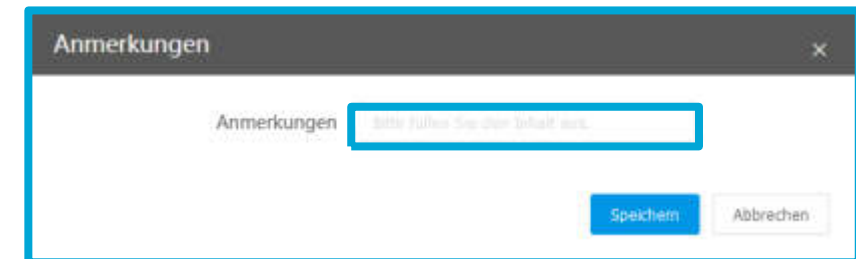 Anmerkungen ×
Anmerkungen Bitte füllen Sie den Inhalt aus.
Speichern Abbrechen